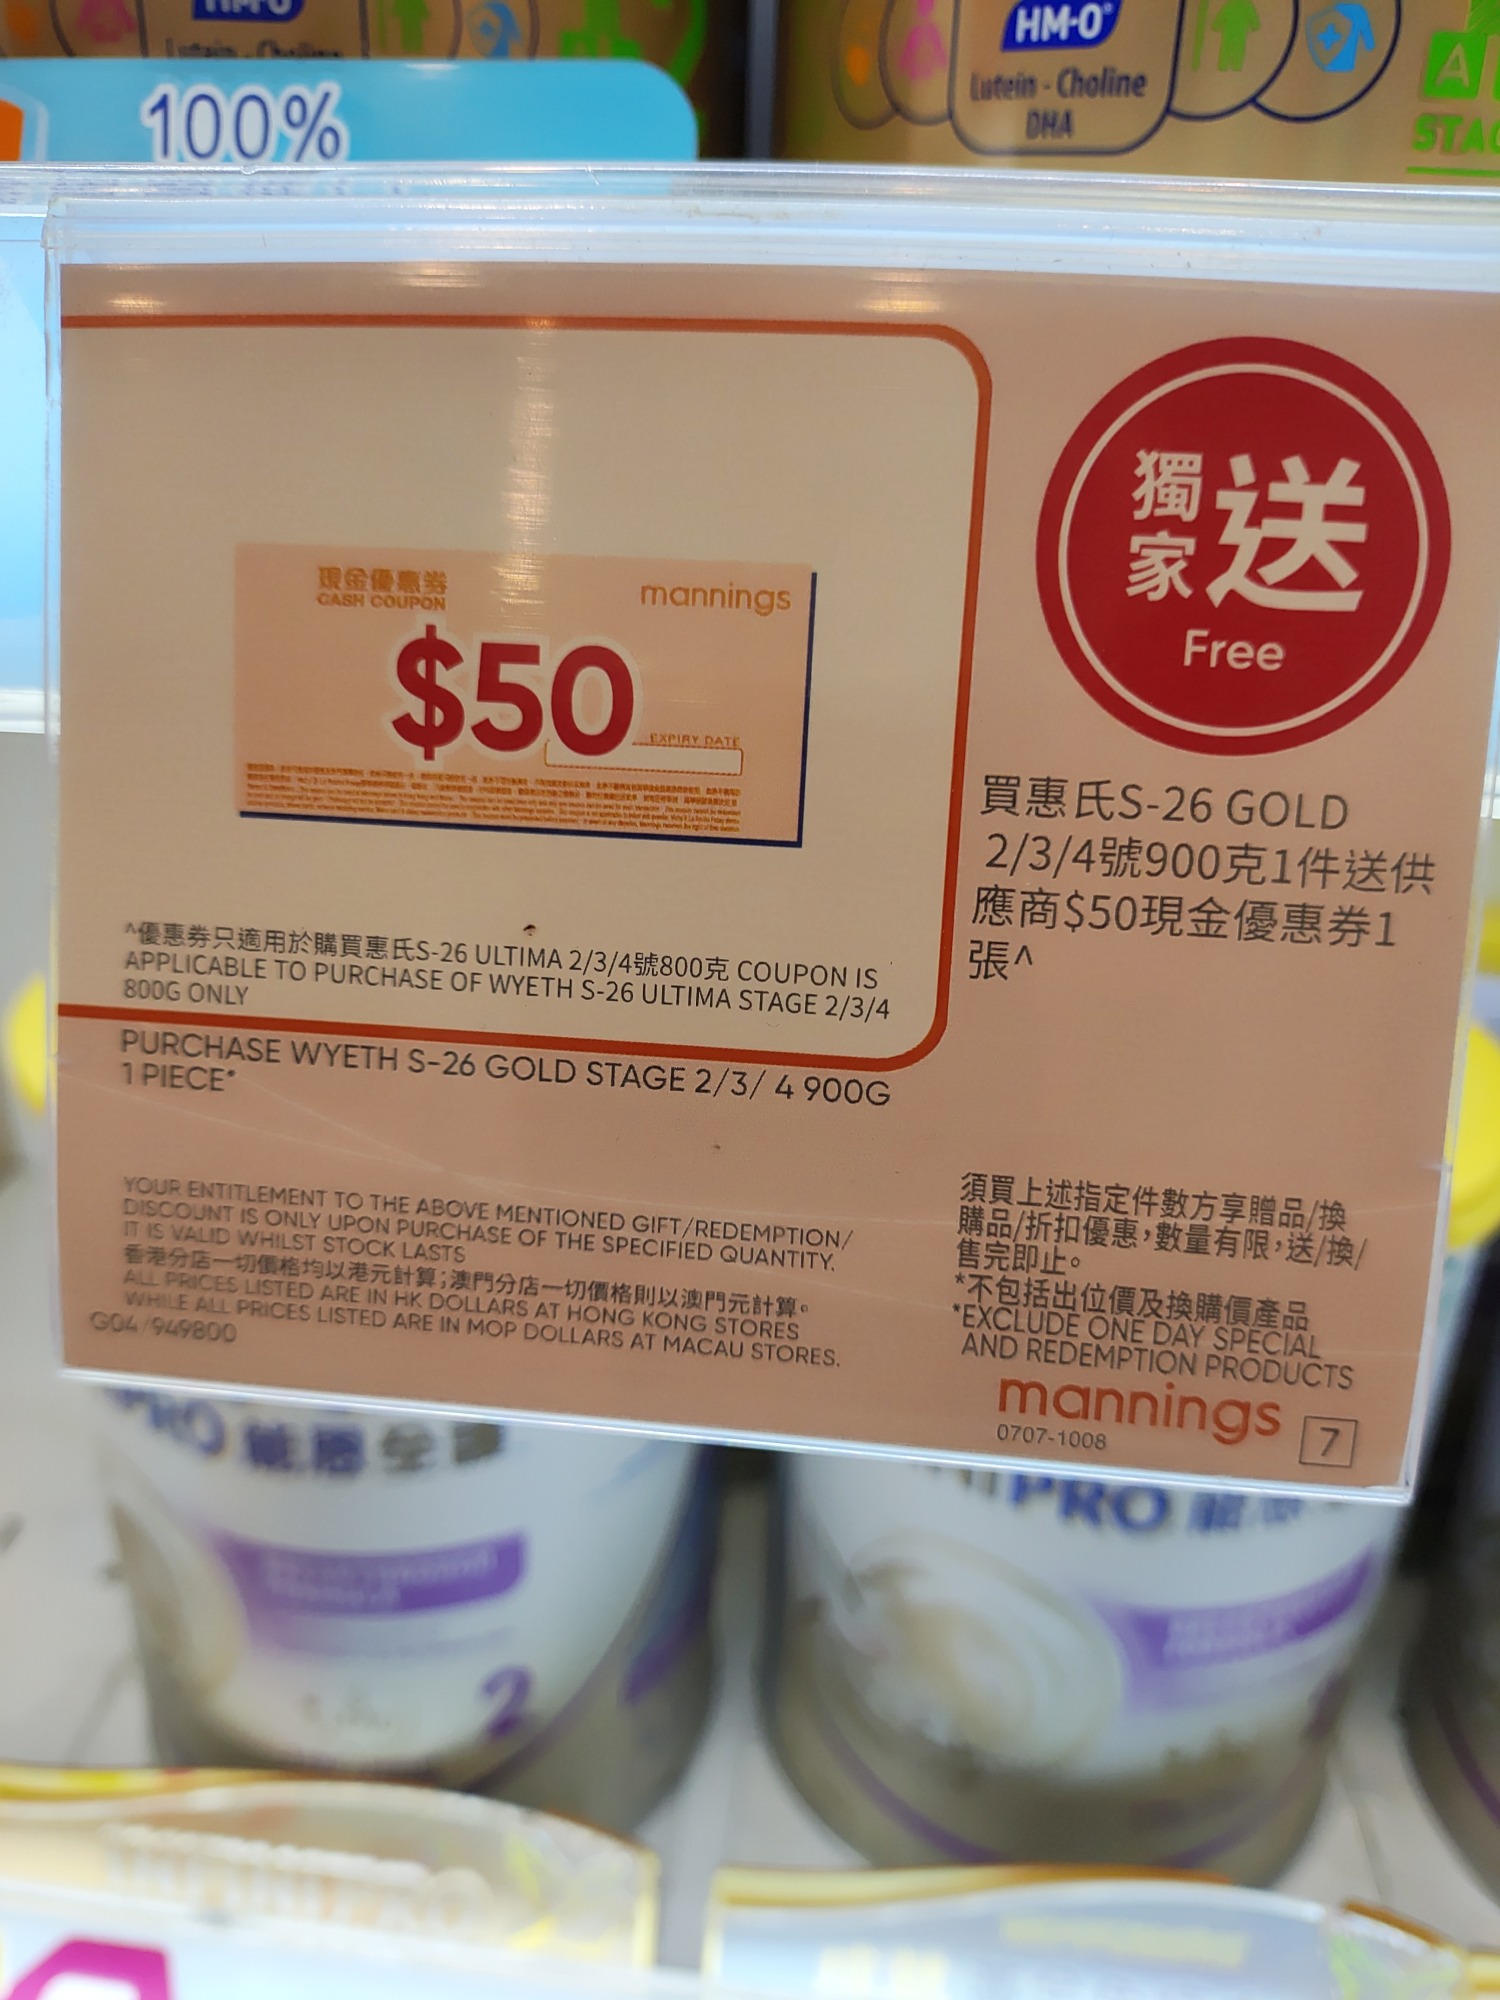 HM-O
Lutein - Choline
DHA
100%
現金優惠券
CASH COUPON
mannings
$50
EXPIRY DATE
獨家送
Free
買惠氏S-26 GOLD
2/3/4號900克1件送供
應商$50現金優惠券1
張^
^優惠券只適用於購買惠氏S-26 ULTIMA 2/3/4號800克 COUPON IS
APPLICABLE TO PURCHASE OF WYETH S-26 ULTIMA STAGE 2/3/4
800G ONLY
PURCHASE WYETH S-26 GOLD STAGE 2/3/ 4 900G
1 PIECE*
YOUR ENTITLEMENT TO THE ABOVE MENTIONED GIFT/REDEMPTION/
DISCOUNT IS ONLY UPON PURCHASE OF THE SPECIFIED QUANTITY.
IT IS VALID WHILST STOCK LASTS
香港分店一切價格均以港元計算;澳門分店一切價格則以澳門元計算。
ALL PRICES LISTED ARE IN HK DOLLARS AT HONG KONG STORES
WHILE ALL PRICES LISTED ARE IN MOP DOLLARS AT MACAU STORES.
G04/949800
須買上述指定件數方享贈品/換
購品/折扣優惠,數量有限,送/換/
售完即止。
*不包括出位價及換購價產品
*EXCLUDE ONE DAY SPECIAL
AND REDEMPTION PRODUCTS
mannings
0707-1008
7
PRO
PRO
2